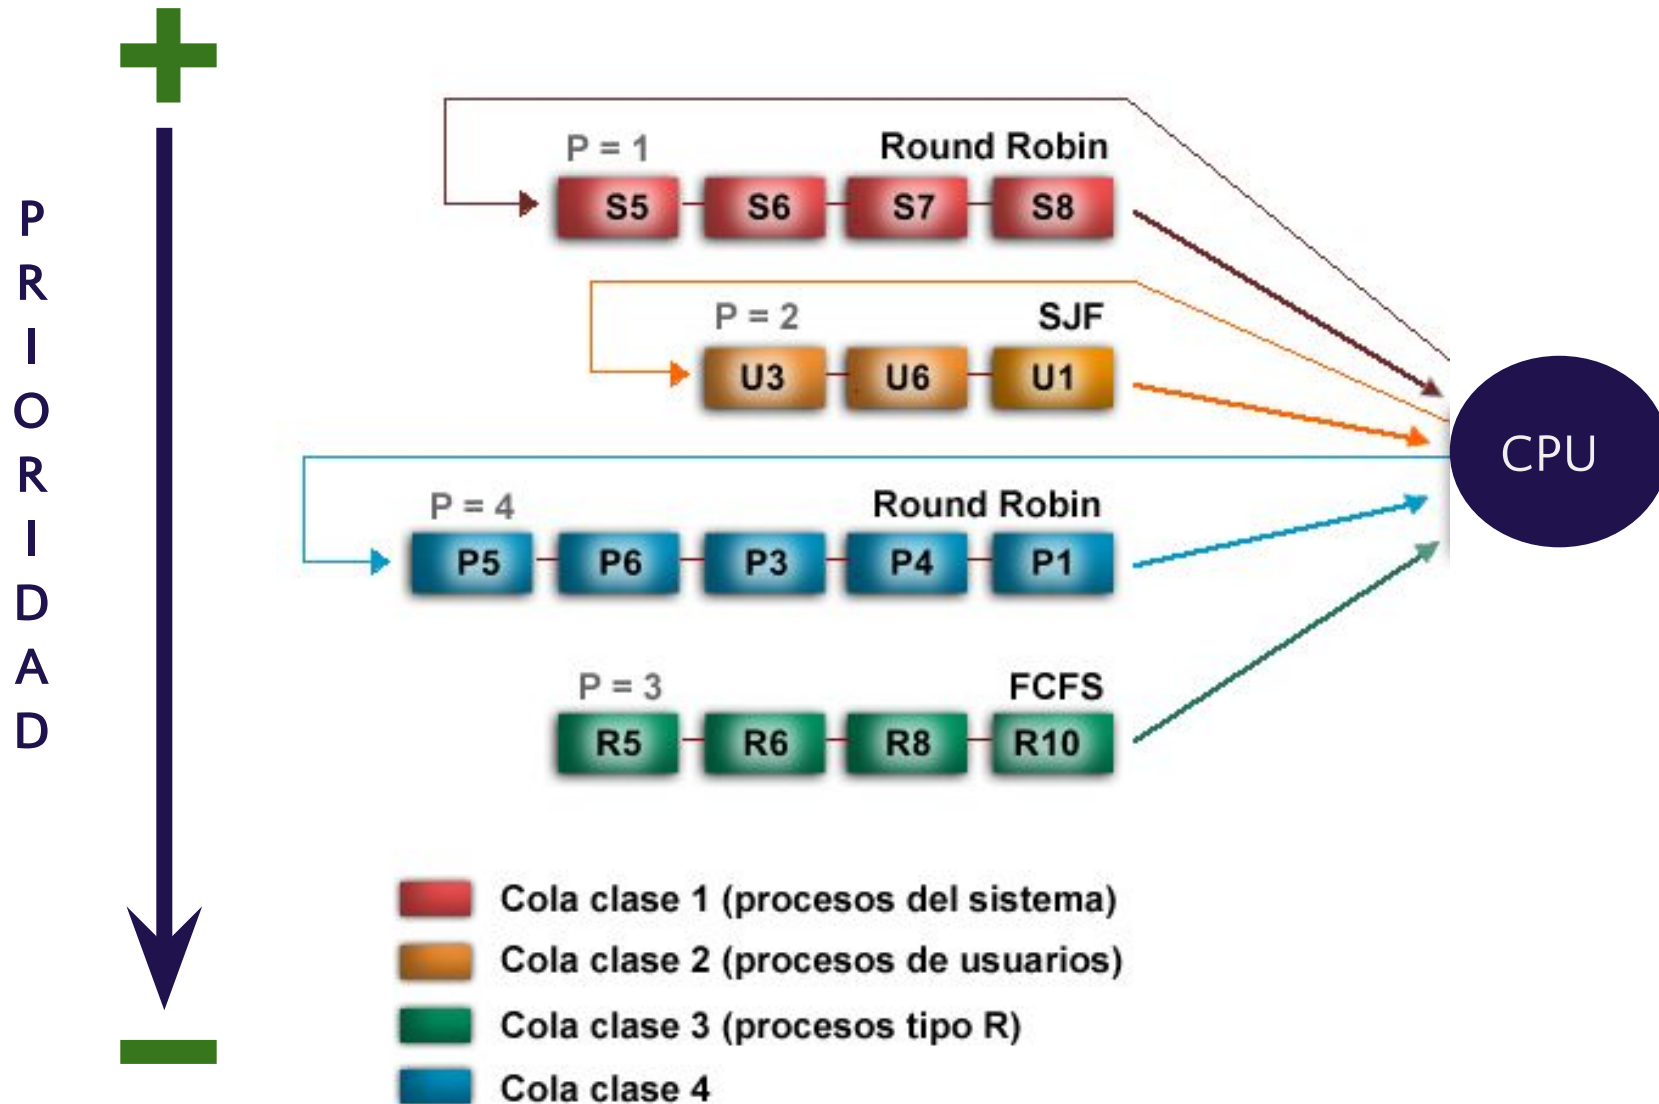 PRIORIDAD
P = 1 Round Robin
S5 S6 S7 S8
P = 2 SJF
U3 U6 U1
CPU
P = 4 Round Robin
P5 P6 P3 P4 P1
P = 3 FCFS
R5 R6 R8 R10
Cola clase 1 (procesos del sistema)
Cola clase 2 (procesos de usuarios)
Cola clase 3 (procesos tipo R)
Cola clase 4